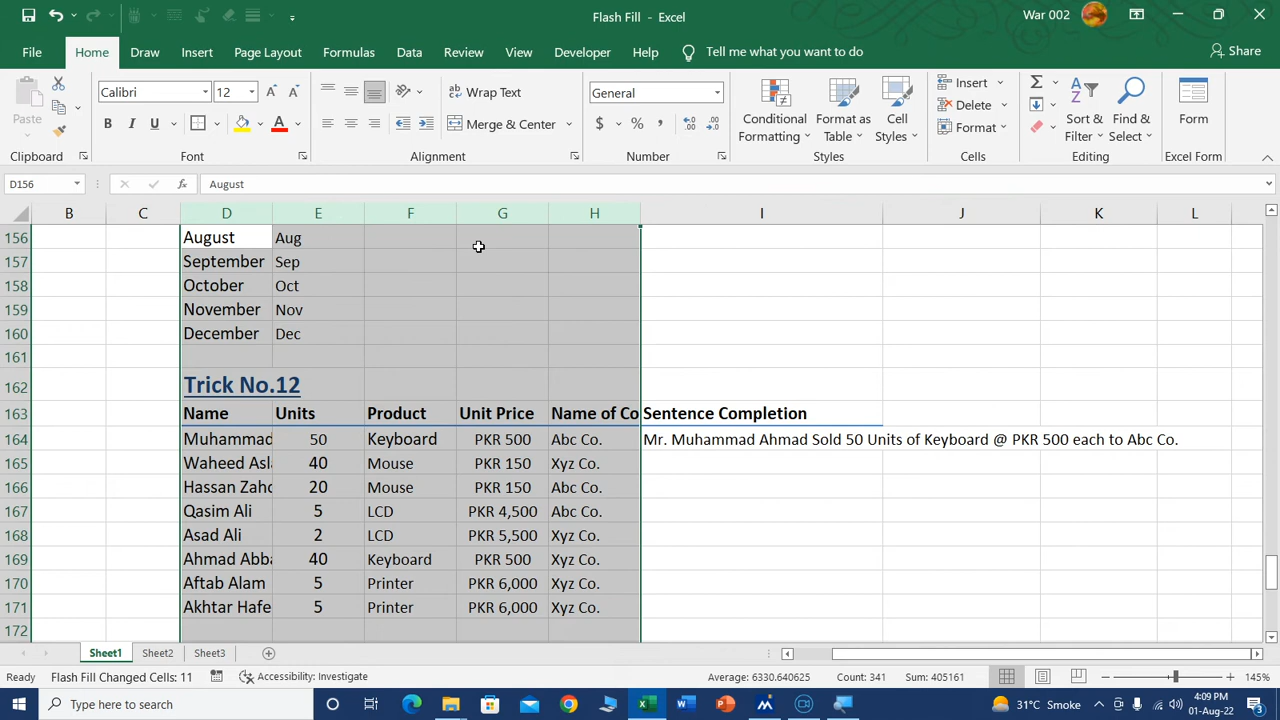 Flash Fill - Excel
War 002
File Home Draw Insert Page Layout Formulas Data Review View Developer Help Tell me what you want to do Share
Paste
Calibri 12
Wrap Text
Merge & Center
General
Conditional Formatting
Format as Table
Cell Styles
Insert
Delete
Format
Sort & Filter
Find & Select
Form
Clipboard Font Alignment Number Styles Cells Editing Excel Form
D156 fx August
B C D E F G H I J K L
156 August Aug
157 September Sep
158 October Oct
159 November Nov
160 December Dec
161
162 Trick No.12
163 Name Units Product Unit Price Name of Co Sentence Completion
164 Muhammad 50 Keyboard PKR 500 Abc Co. Mr. Muhammad Ahmad Sold 50 Units of Keyboard @ PKR 500 each to Abc Co.
165 Waheed Asl 40 Mouse PKR 150 Xyz Co.
166 Hassan Zaho 20 Mouse PKR 150 Abc Co.
167 Qasim Ali 5 LCD PKR 4,500 Abc Co.
168 Asad Ali 2 LCD PKR 5,500 Xyz Co.
169 Ahmad Abba 40 Keyboard PKR 500 Xyz Co.
170 Aftab Alam 5 Printer PKR 6,000 Xyz Co.
171 Akhtar Hafe 5 Printer PKR 6,000 Xyz Co.
172
Sheet1 Sheet2 Sheet3
Ready Flash Fill Changed Cells: 11 Accessibility: Investigate Average: 6330.640625 Count: 341 Sum: 405161 145%
Type here to search
31°C Smoke
4:09 PM
01-Aug-22